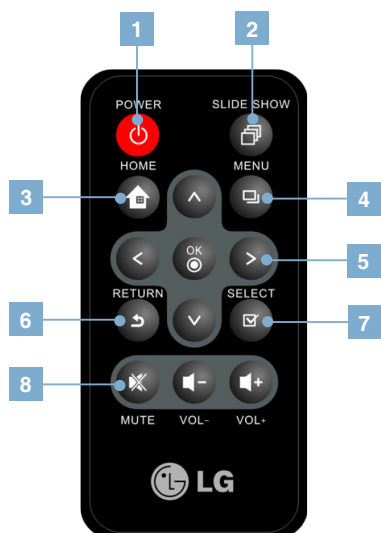 1 2
POWER SLIDE SHOW
HOME MENU
3 4
OK
5
RETURN SELECT
6 7
8
MUTE VOL- VOL+
LG LG